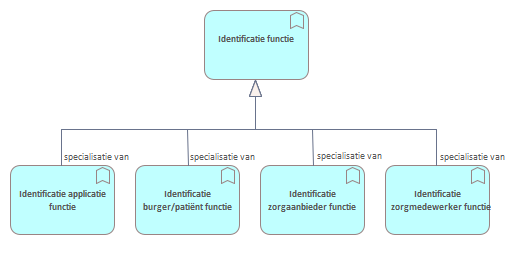 Identificatie functie
specialisatie van
specialisatie van
specialisatie van
specialisatie van
Identificatie applicatie
functie
Identificatie
burger/patiënt functie
Identificatie
zorgaanbieder functie
Identificatie
zorgmedewerker functie